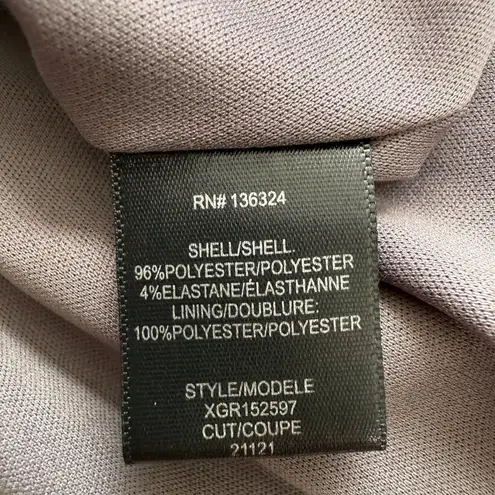 RN# 136324
SHELL/SHELL.
96%POLYESTER/POLYESTER
4%ELASTANE/ÉLASTHANNE
LINING/DOUBLURE:
100%POLYESTER/POLYESTER
STYLE/MODELE
XGR152597
CUT/COUPE
21121